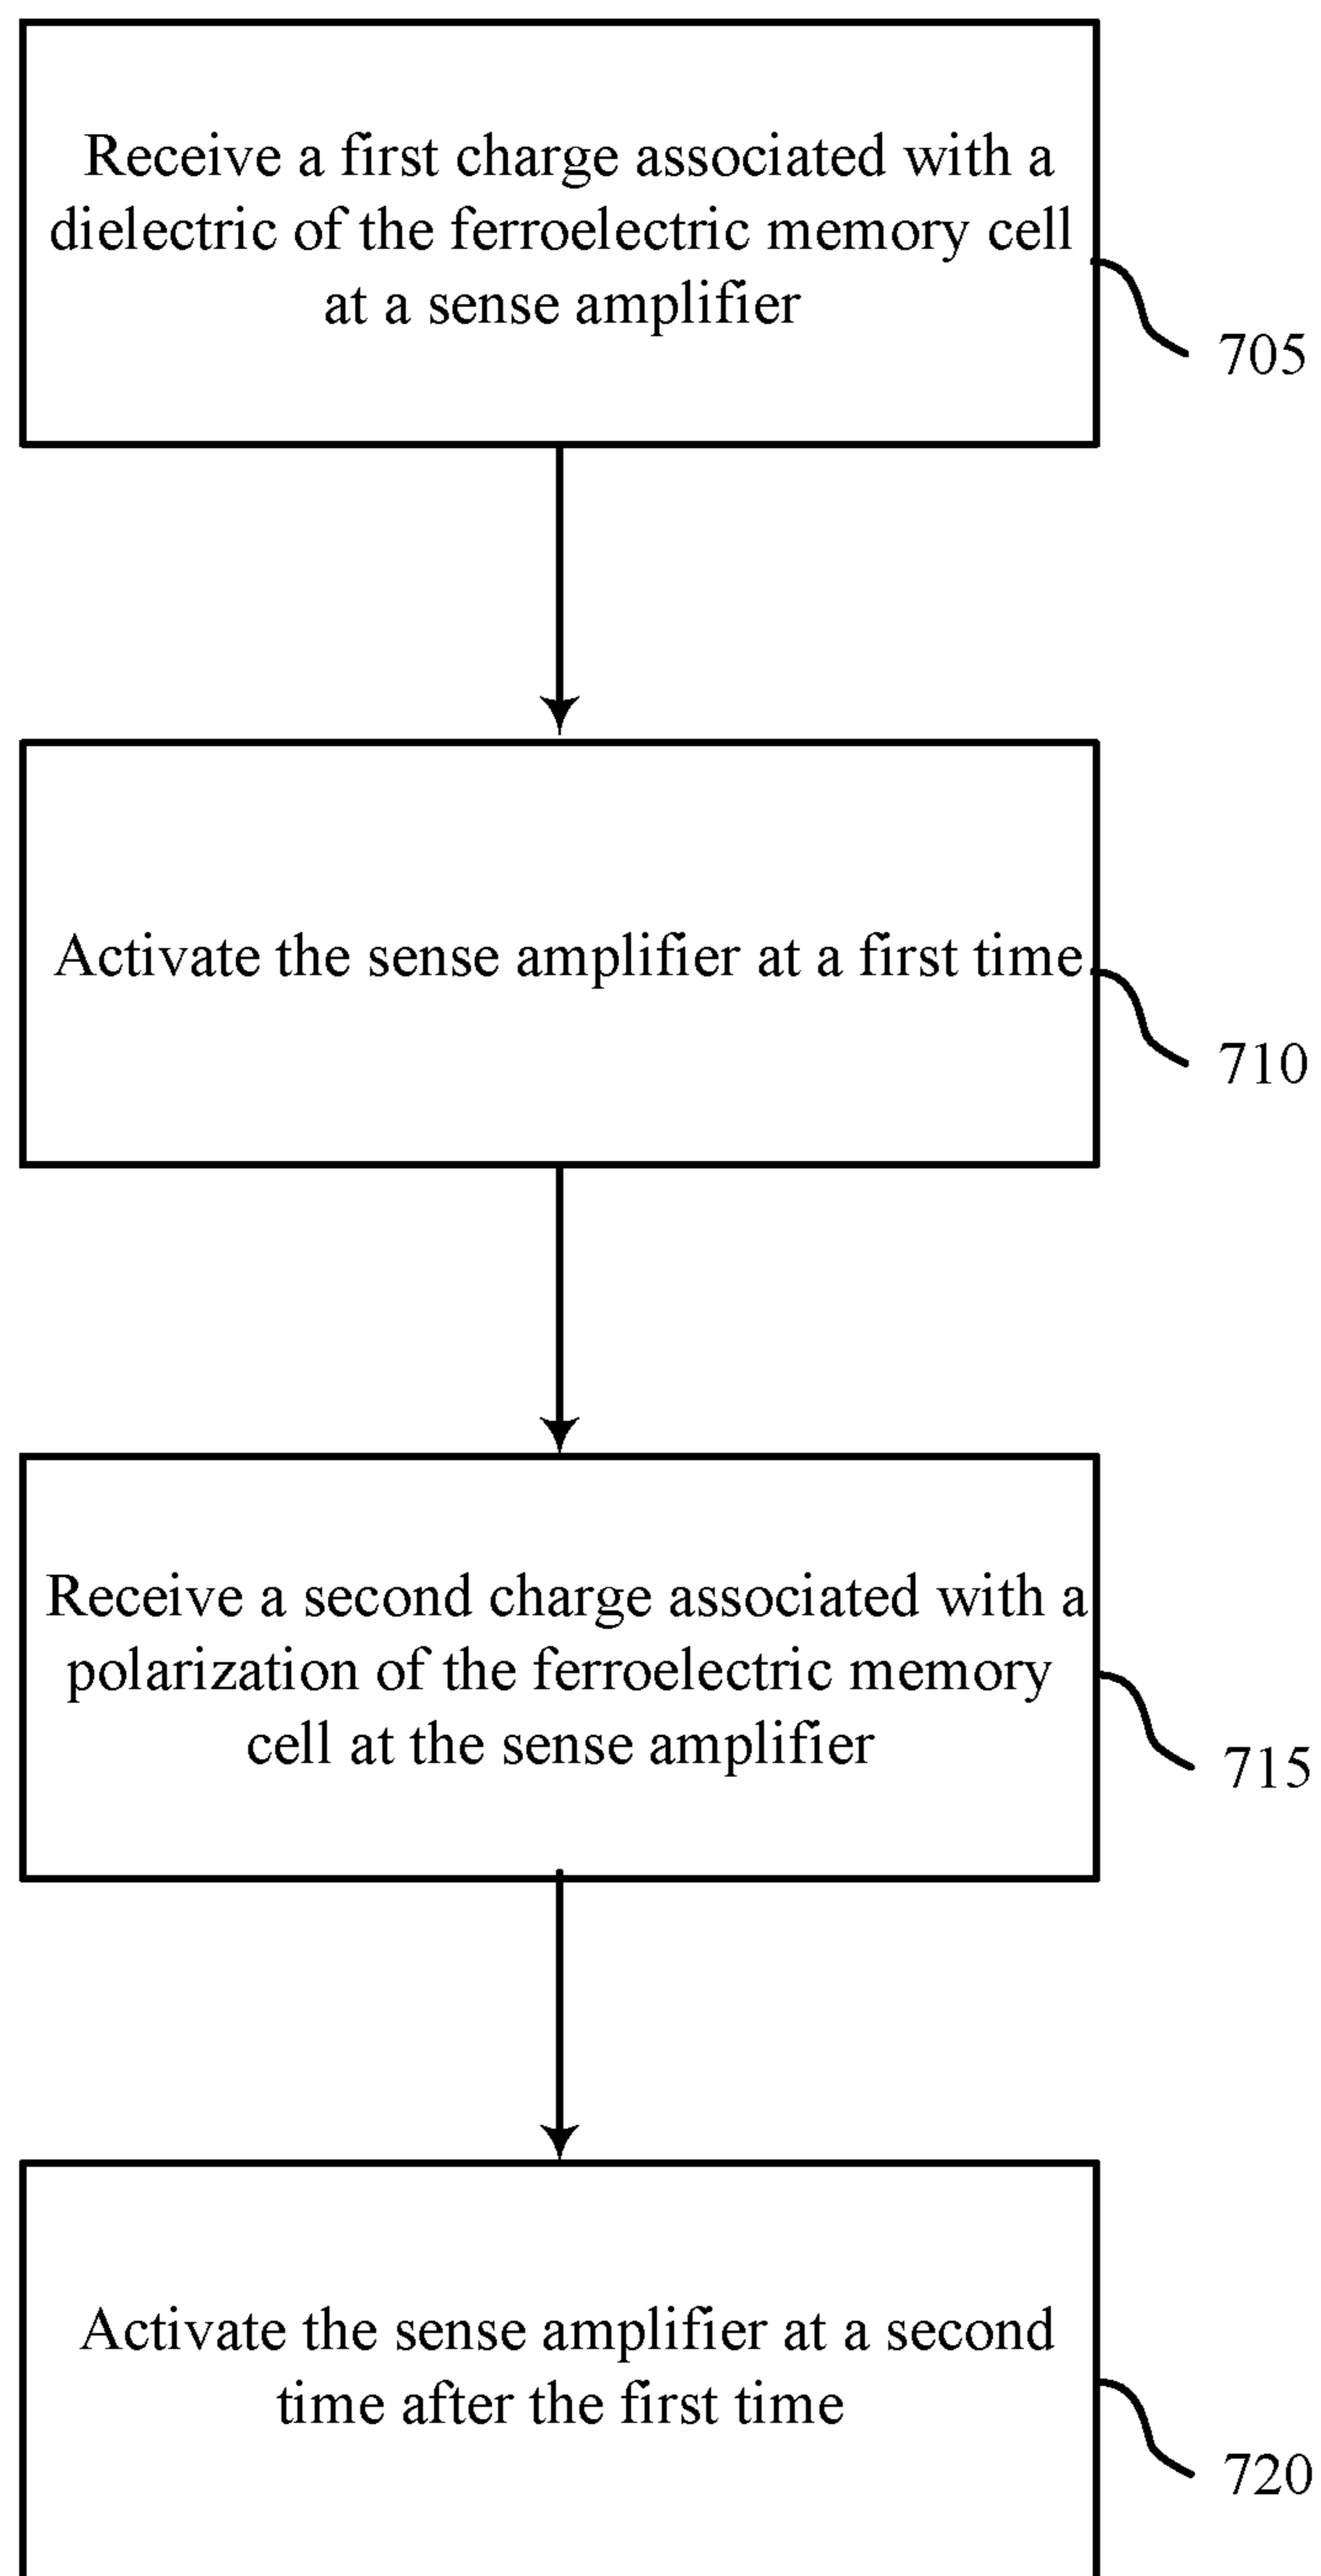 Receive a first charge associated with a
dielectric of the ferroelectric memory cell
at a sense amplifier
705
Activate the sense amplifier at a first time
710
Receive a second charge associated with a
polarization of the ferroelectric memory
cell at the sense amplifier
715
Activate the sense amplifier at a second
time after the first time
720